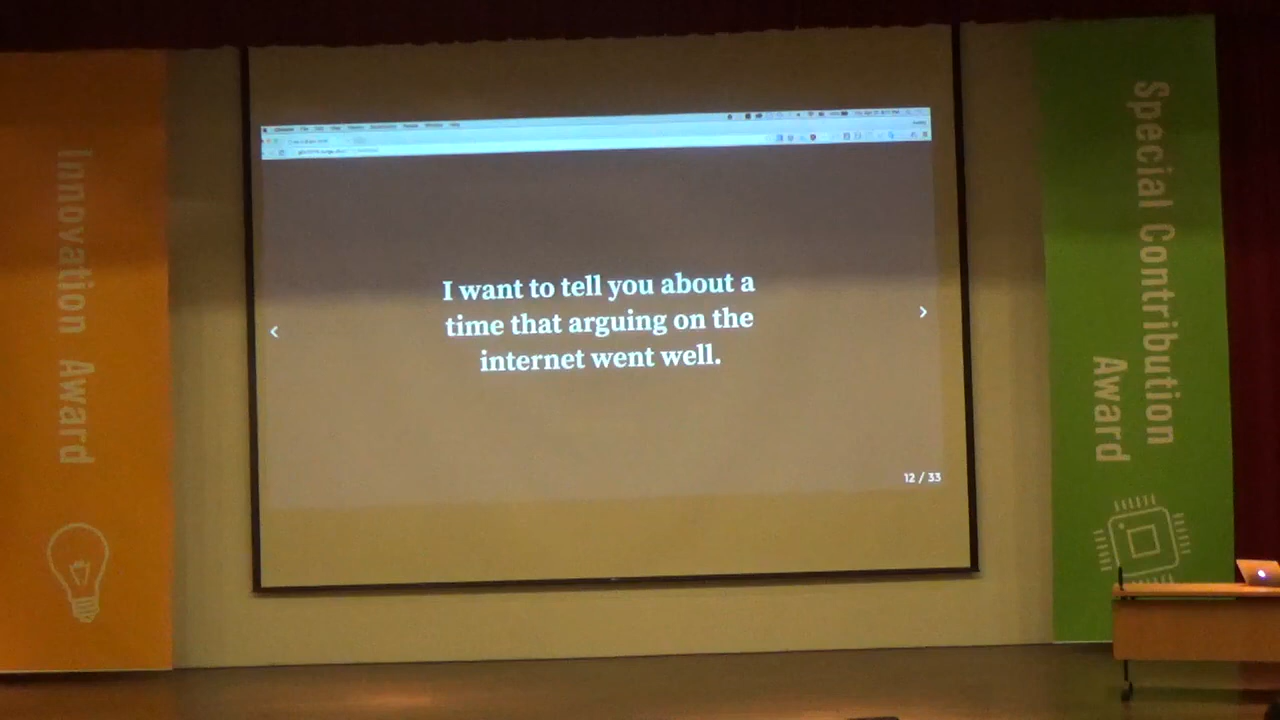 Innovation Award
I want to tell you about a
time that arguing on the
internet went well.
12 / 33
Special Contribution
Award